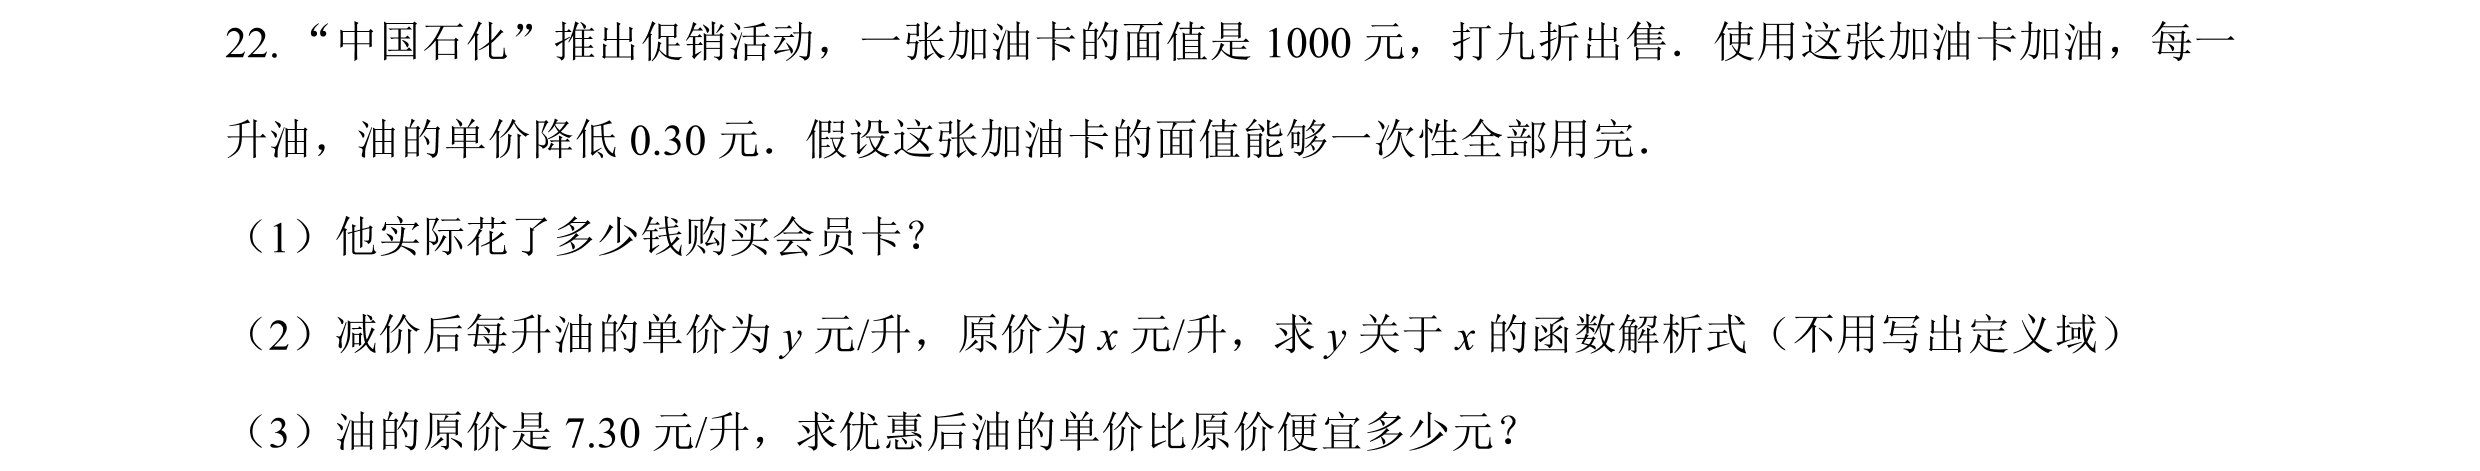 22. “中国石化”推出促销活动，一张加油卡的面值是 1000 元，打九折出售．使用这张加油卡加油，每一
升油，油的单价降低 0.30 元．假设这张加油卡的面值能够一次性全部用完．
（1）他实际花了多少钱购买会员卡？
（2）减价后每升油的单价为 y 元/升，原价为 x 元/升，求 y 关于 x 的函数解析式（不用写出定义域）
（3）油的原价是 7.30 元/升，求优惠后油的单价比原价便宜多少元？